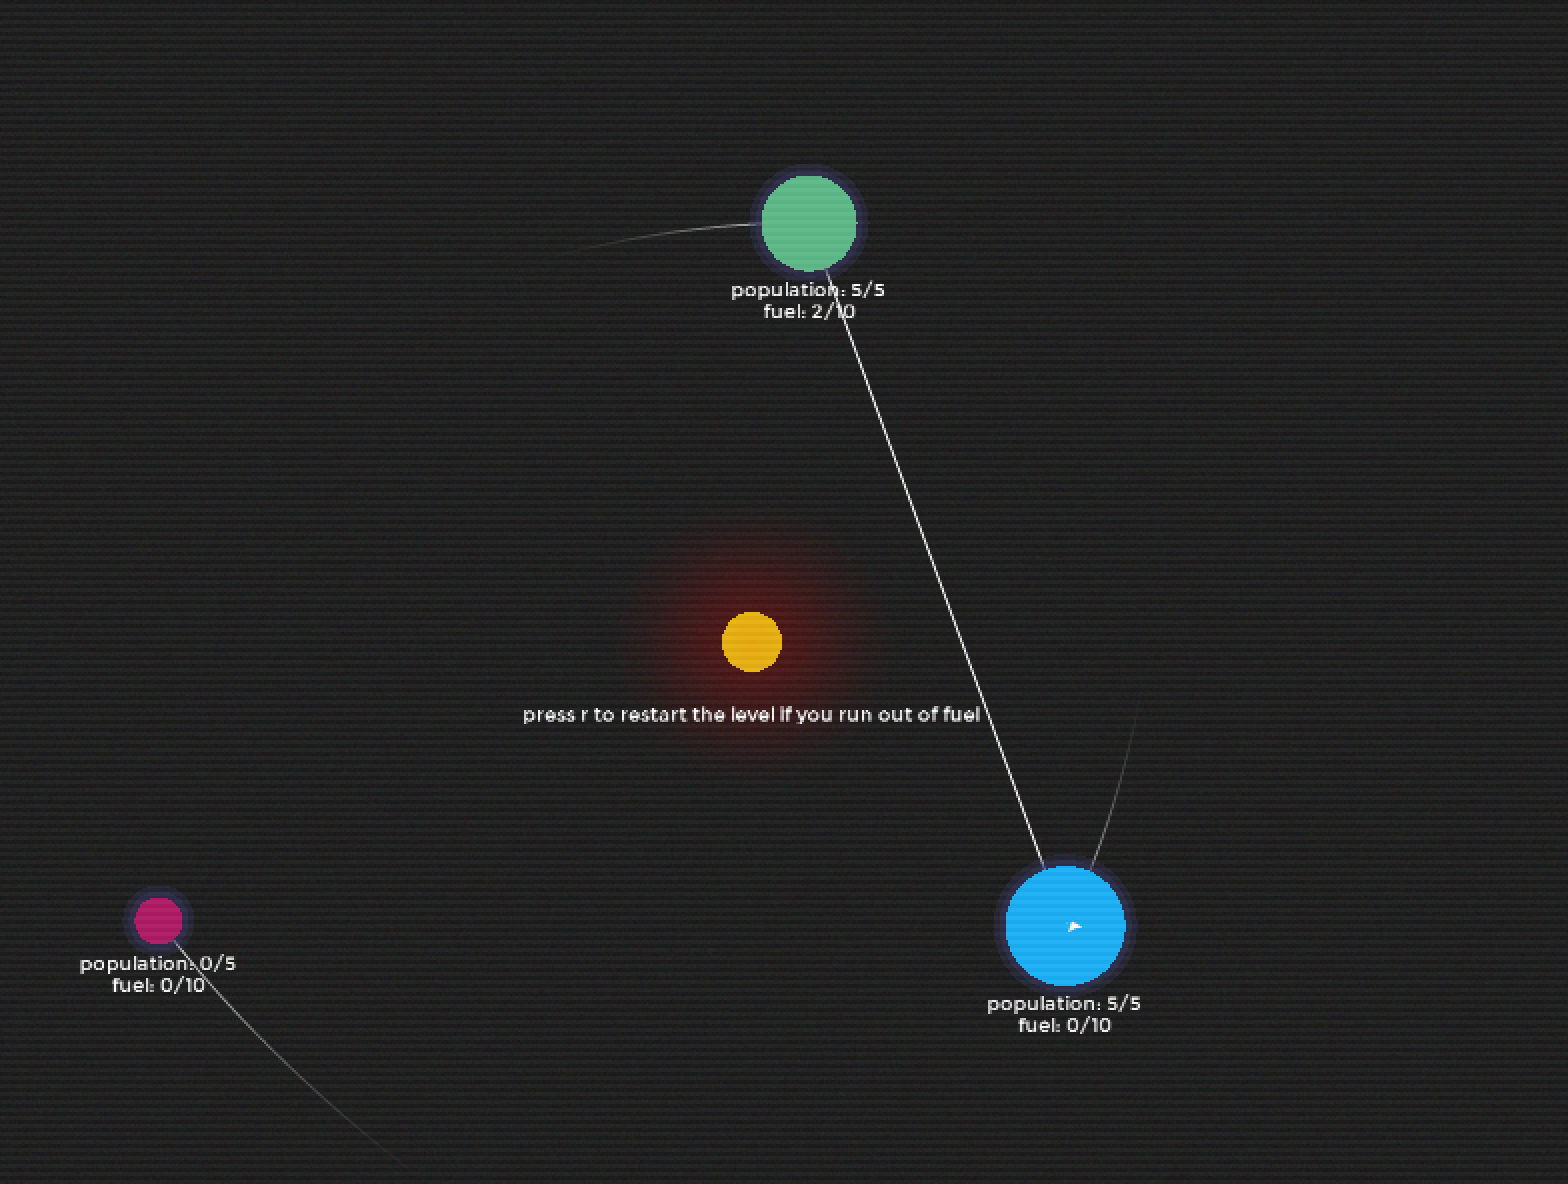 population: 5/5
fuel: 2/10
press r to restart the level if you run out of fuel
population: 0/5
fuel: 0/10
population: 5/5
fuel: 0/10